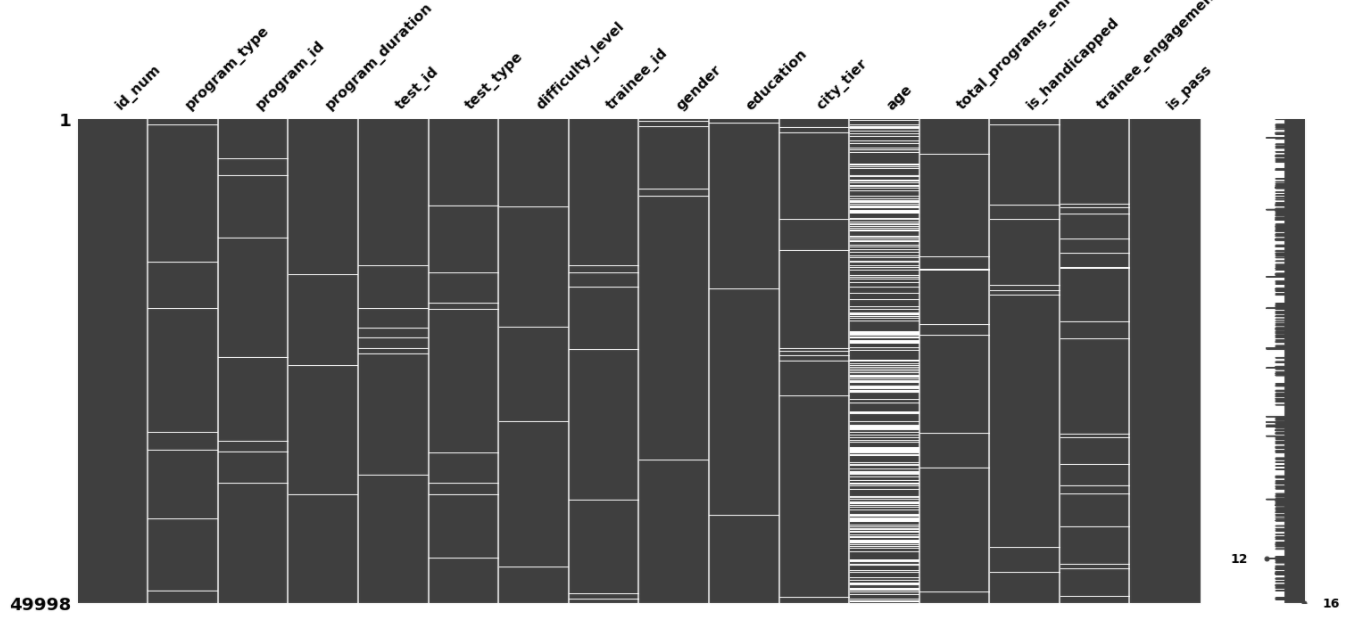 id_num
program_type
program_id
program_duration
test_id
test_type
difficulty_level
trainee_id
gender
education
city_tier
age
is_handicapped
is_pass
1
49998
12
16